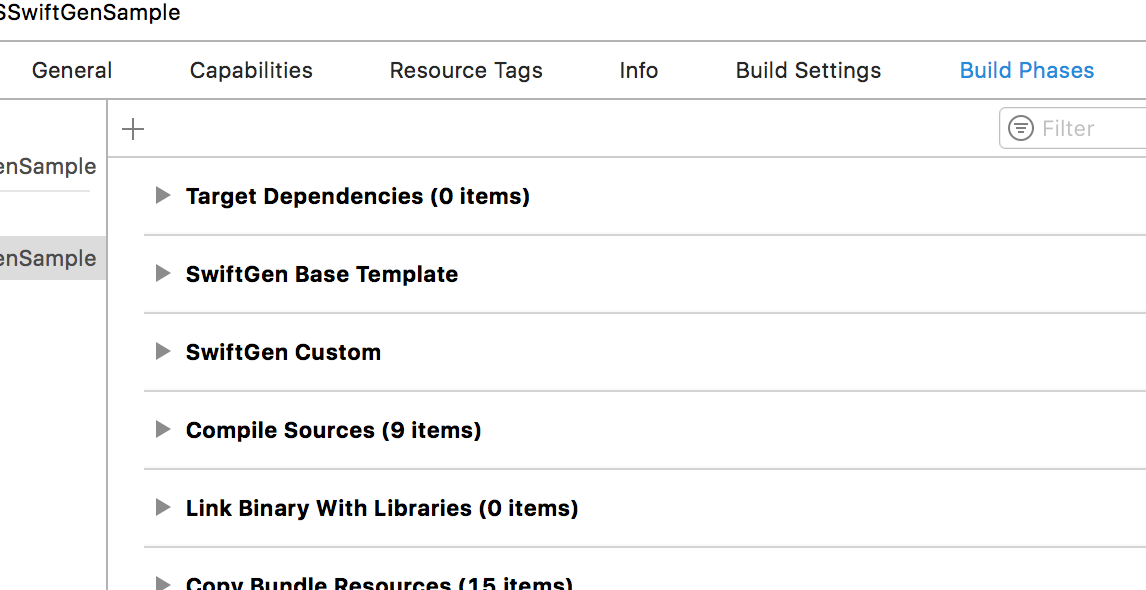 SSwiftGenSample
General Capabilities Resource Tags Info Build Settings Build Phases
Filter
enSample
Target Dependencies (0 items)
enSample
SwiftGen Base Template
SwiftGen Custom
Compile Sources (9 items)
Link Binary With Libraries (0 items)
Copy Bundle Resources (15 items)